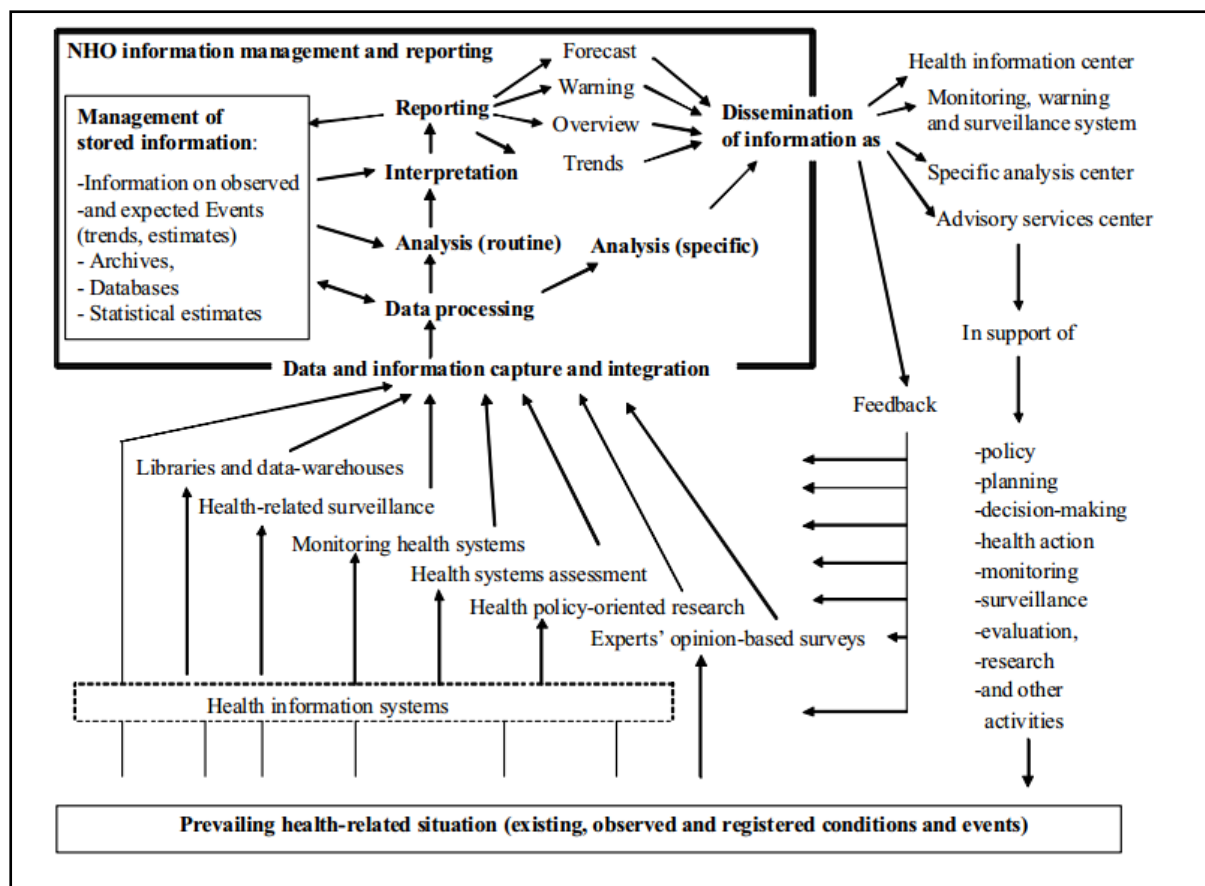 NHO information management and reporting
Management of
stored information:
-Information on observed
-and expected Events
(trends, estimates)
- Archives,
- Databases
- Statistical estimates
Reporting
Interpretation
Analysis (routine)
Data processing
Analysis (specific)
Forecast
Warning
Overview
Trends
Dissemination
of information as
Health information center
Monitoring, warning
and surveillance system
Specific analysis center
Advisory services center
In support of
-policy
-planning
-decision-making
-health action
-monitoring
-surveillance
-evaluation,
-research
-and other
activities
Feedback
Data and information capture and integration
Libraries and data-warehouses
Health-related surveillance
Monitoring health systems
Health systems assessment
Health policy-oriented research
Experts’ opinion-based surveys
Health information systems
Prevailing health-related situation (existing, observed and registered conditions and events)